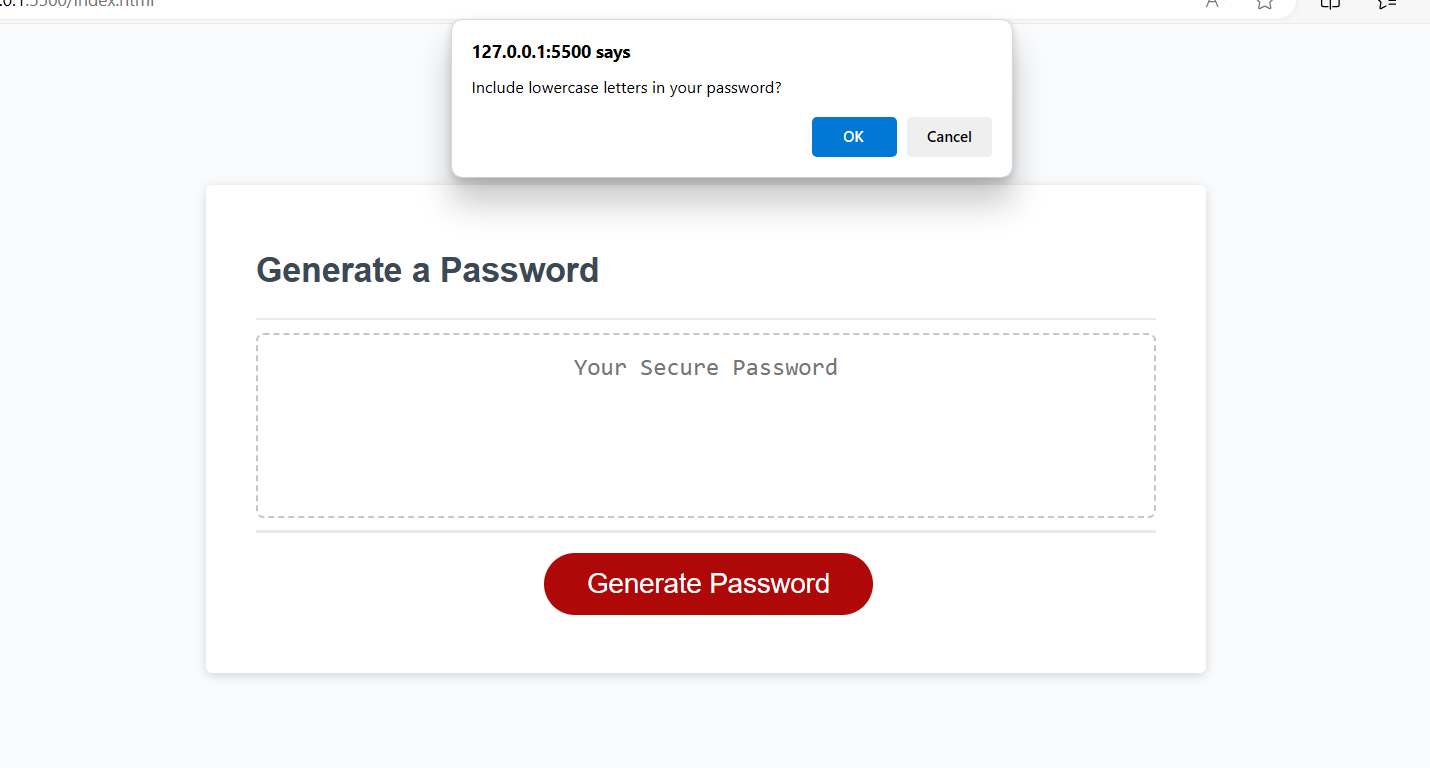 .0.1:5500/index.html
127.0.0.1:5500 says
Include lowercase letters in your password?
OK
Cancel
Generate a Password
Your Secure Password
Generate Password